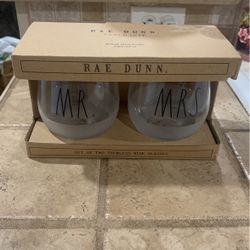 RAE DUNN
RAE DUNN.
MR
MRS
SET OF TWO STEMLESS WINE GLASSES